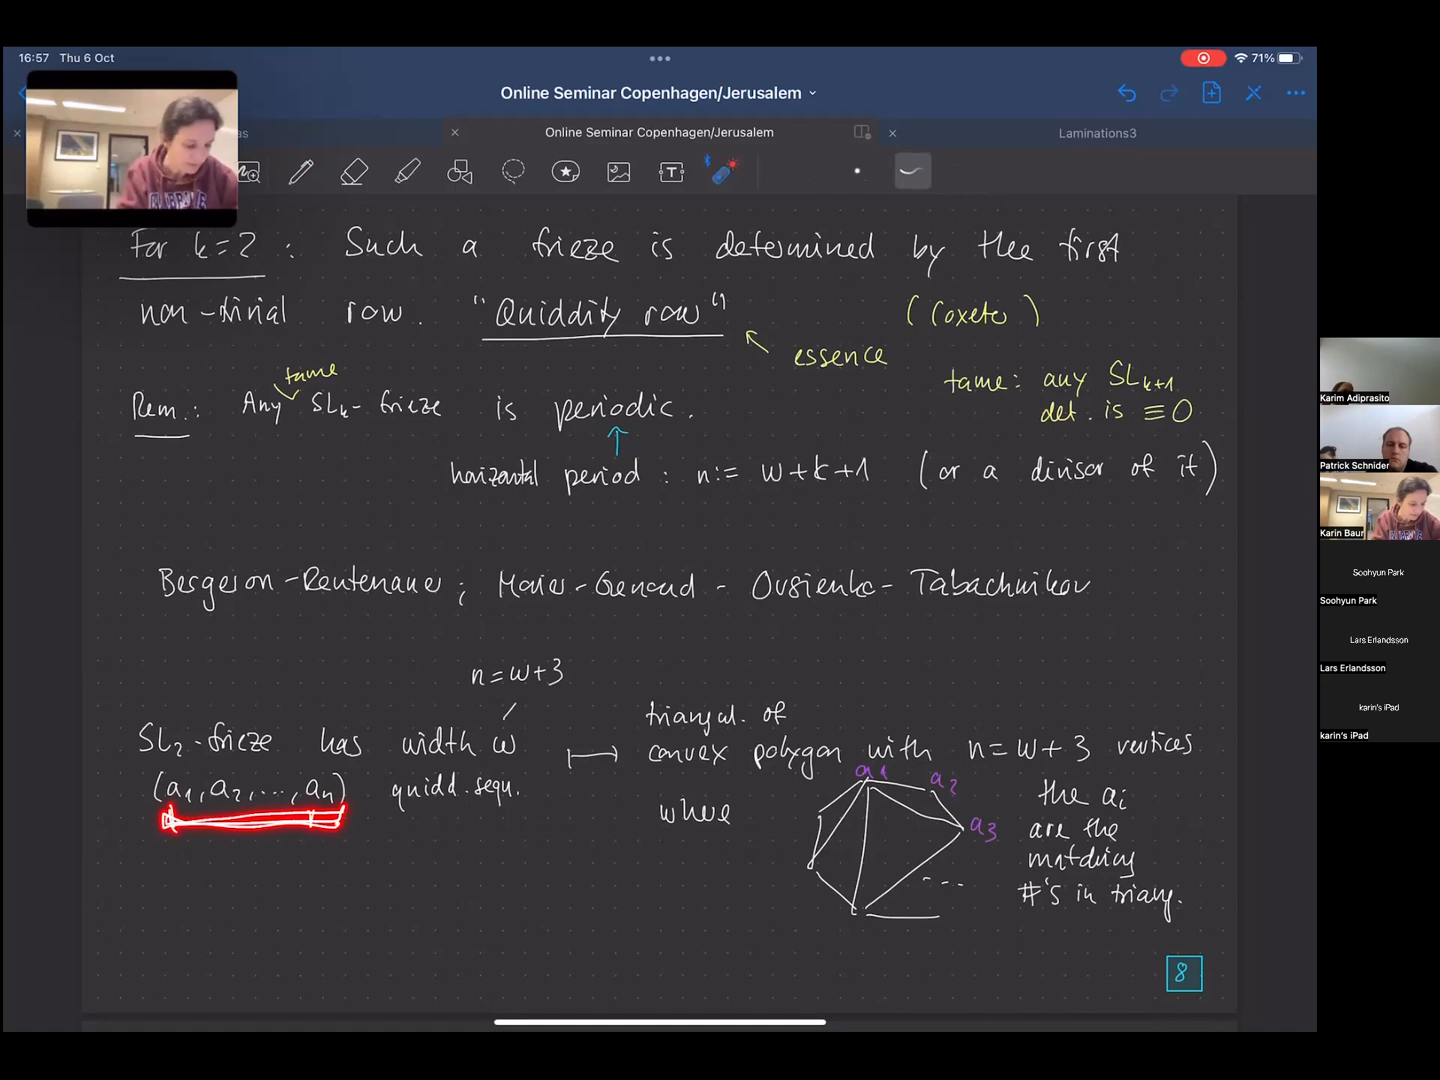 16:57 Thu 6 Oct
71%
Online Seminar Copenhagen/Jerusalem
as
Online Seminar Copenhagen/Jerusalem
Laminations3
For k=2 : Such a frieze is determined by the first
non-trivial row. "Quiddity row" (Coxeter)
essence
tame
Rem.: Any SLk-frieze is periodic.
tame: any SLk+1
det. is ≡ 0
horizontal period : n := w+k+1 (or a divisor of it)
Bergeron-Reutenauer ; Morier-Genoud - Ovsienko - Tabachnikov
n = w+3
SL2-frieze has width w
(a1, a2, ..., an) quidd. sequ.
triangul. of
convex polygon with n = w+3 vertices
where
a1
a2
a3
the ai
are the
matching
#'s in triang.
8
Karim Adiprasito
Patrick Schnider
Karin Baur
Soohyun Park
Soohyun Park
Lars Erlandsson
Lars Erlandsson
karin's iPad
karin's iPad